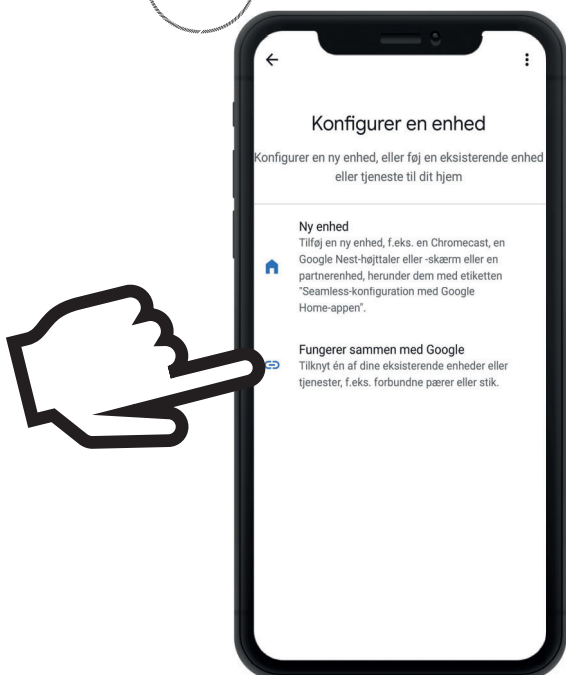 Konfigurer en enhed
Konfigurer en ny enhed, eller føj en eksisterende enhed
eller tjeneste til dit hjem
Ny enhed
Tilføj en ny enhed, f.eks. en Chromecast, en
Google Nest-højttaler eller -skærm eller en
partnerenhed, herunder dem med etiketten
"Seamless-konfiguration med Google
Home-appen".
Fungerer sammen med Google
Tilknyt én af dine eksisterende enheder eller
tjenester, f.eks. forbundne pærer eller stik.